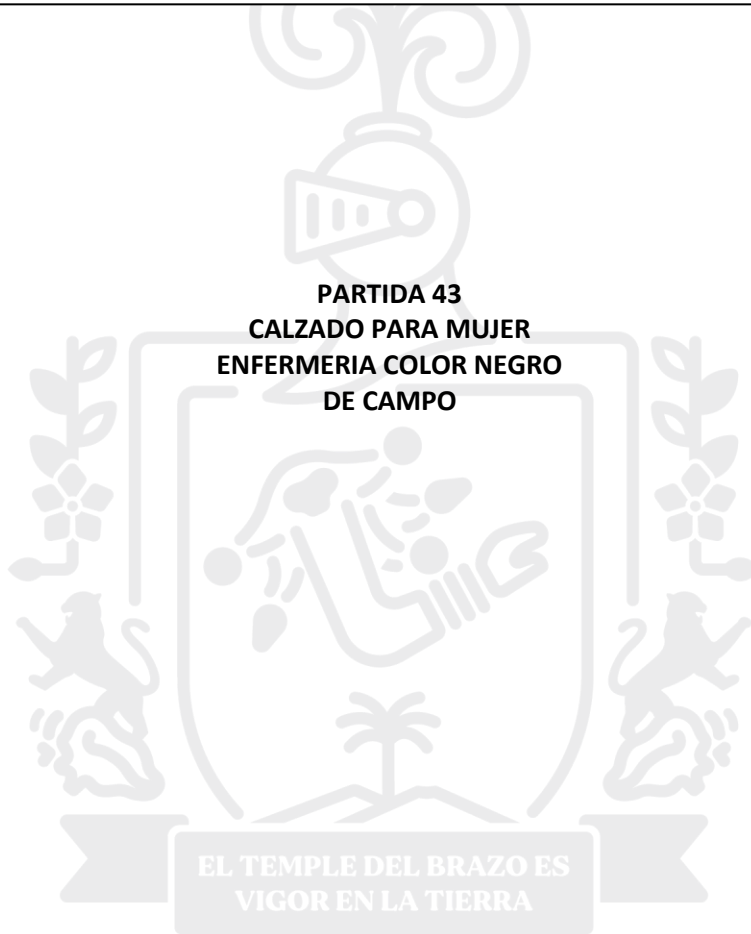 PARTIDA 43
CALZADO PARA MUJER
ENFERMERIA COLOR NEGRO
DE CAMPO
EL TEMPLE DEL BRAZO ES
VIGOR EN LA TIERRA